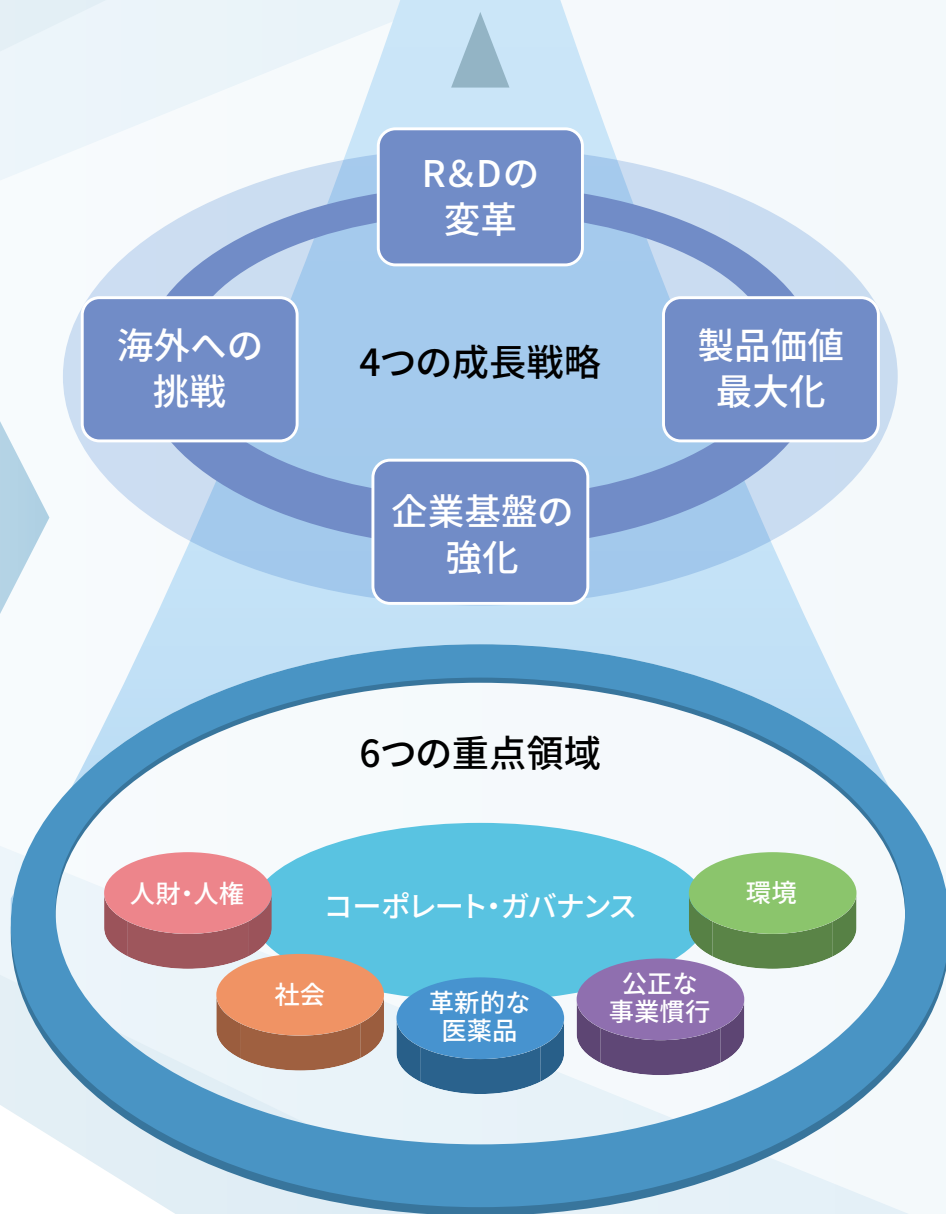 R&Dの
変革
海外への
挑戦
4つの成長戦略
製品価値
最大化
企業基盤の
強化
6つの重点領域
人財・人権
コーポレート・ガバナンス
環境
社会
革新的な
医薬品
公正な
事業慣行